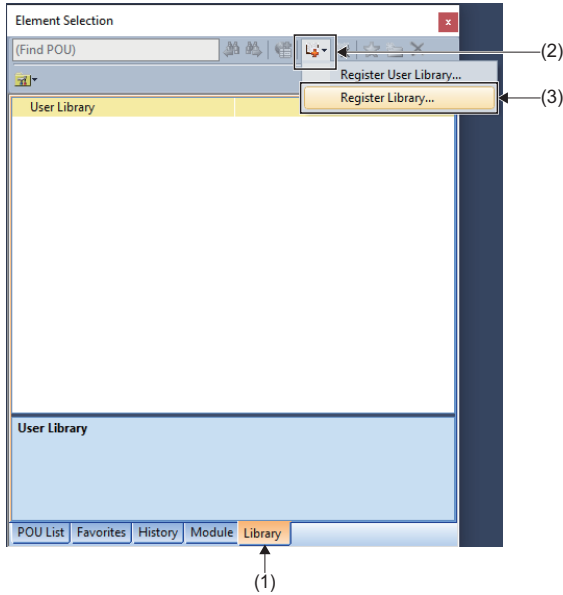 Element Selection
(Find POU)
(2)
Register User Library...
Register Library...
(3)
User Library
User Library
POU List Favorites History Module Library
(1)